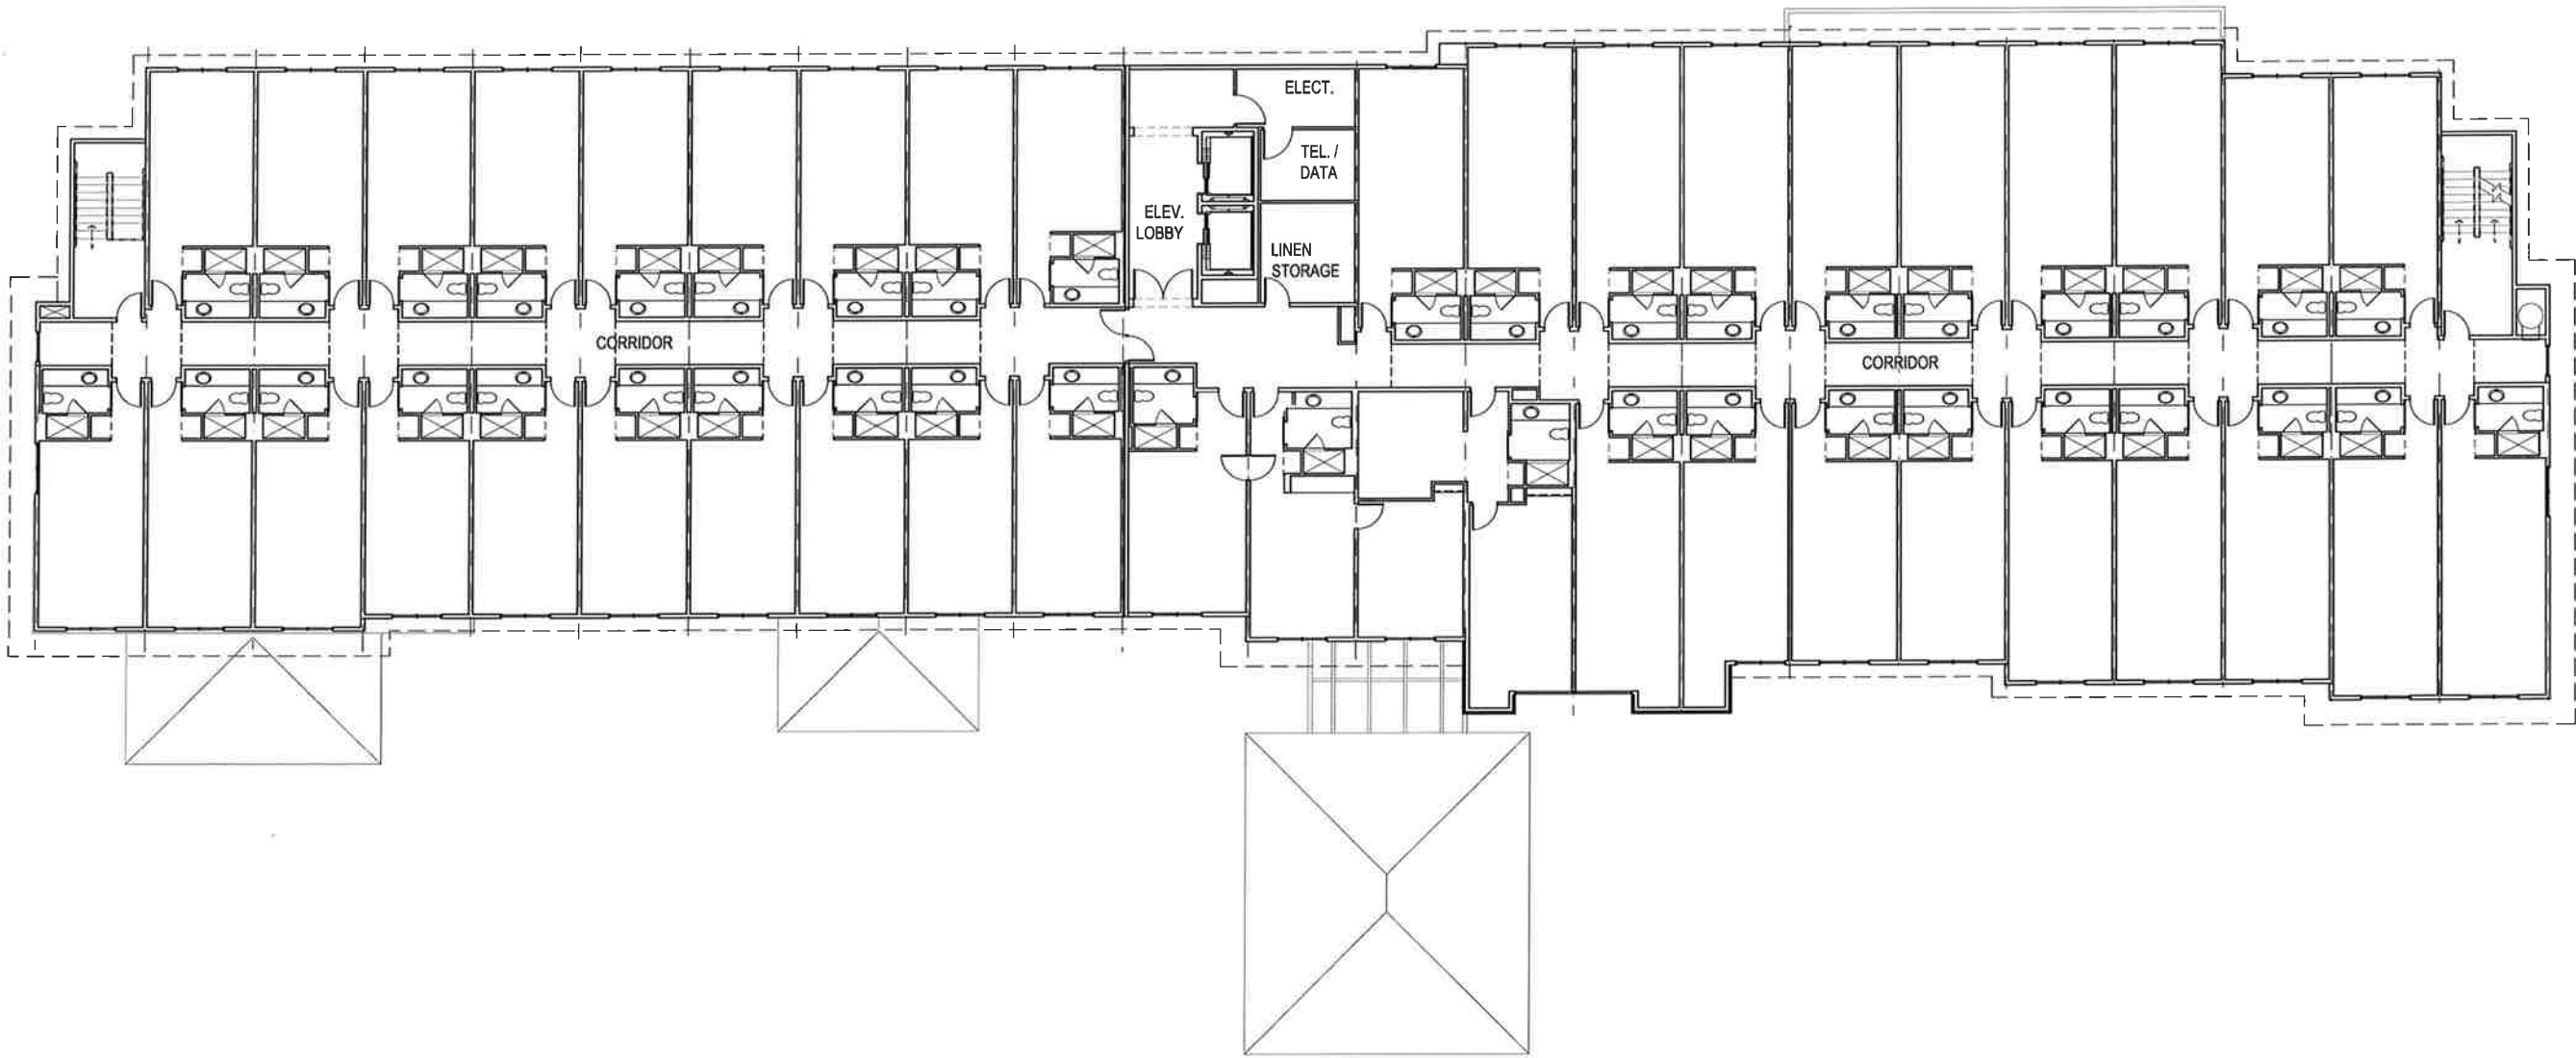 ELECT.
TEL. /
DATA
ELEV.
LOBBY
LINEN
STORAGE
CORRIDOR
CORRIDOR